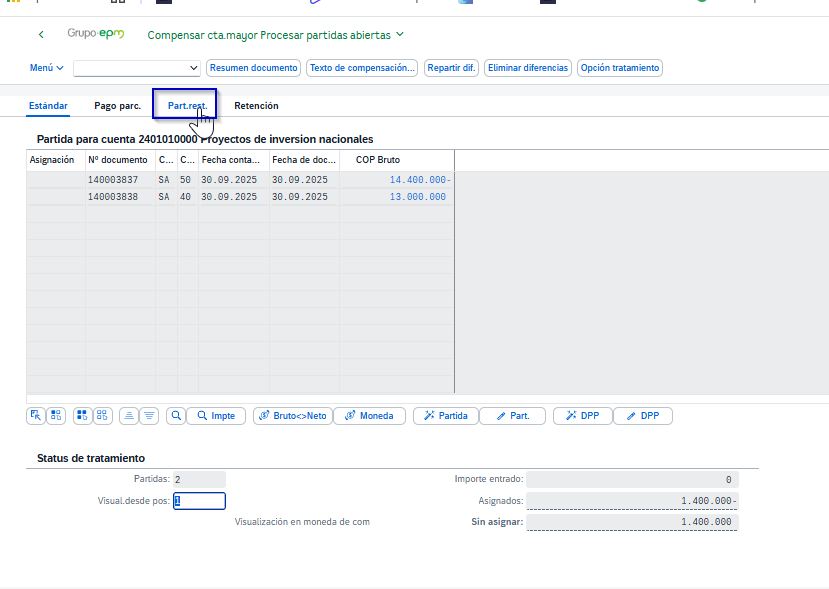 Grupo·epm
Compensar cta.mayor Procesar partidas abiertas
Menú
Resumen documento
Texto de compensación...
Repartir dif.
Eliminar diferencias
Opción tratamiento
Estándar
Pago parc.
Part.rest.
Retención
Partida para cuenta 2401010000 Proyectos de inversion nacionales
Asignación Nº documento C... C... Fecha conta... Fecha de doc... COP Bruto
140003837 SA 50 30.09.2025 30.09.2025 14.400.000-
140003838 SA 40 30.09.2025 30.09.2025 13.000.000
Impte Bruto<>Neto Moneda Partida Part. DPP DPP
Status de tratamiento
Partidas: 2
Importe entrado: 0
Visual.desde pos: 1
Asignados: 1.400.000-
Visualización en moneda de com
Sin asignar: 1.400.000